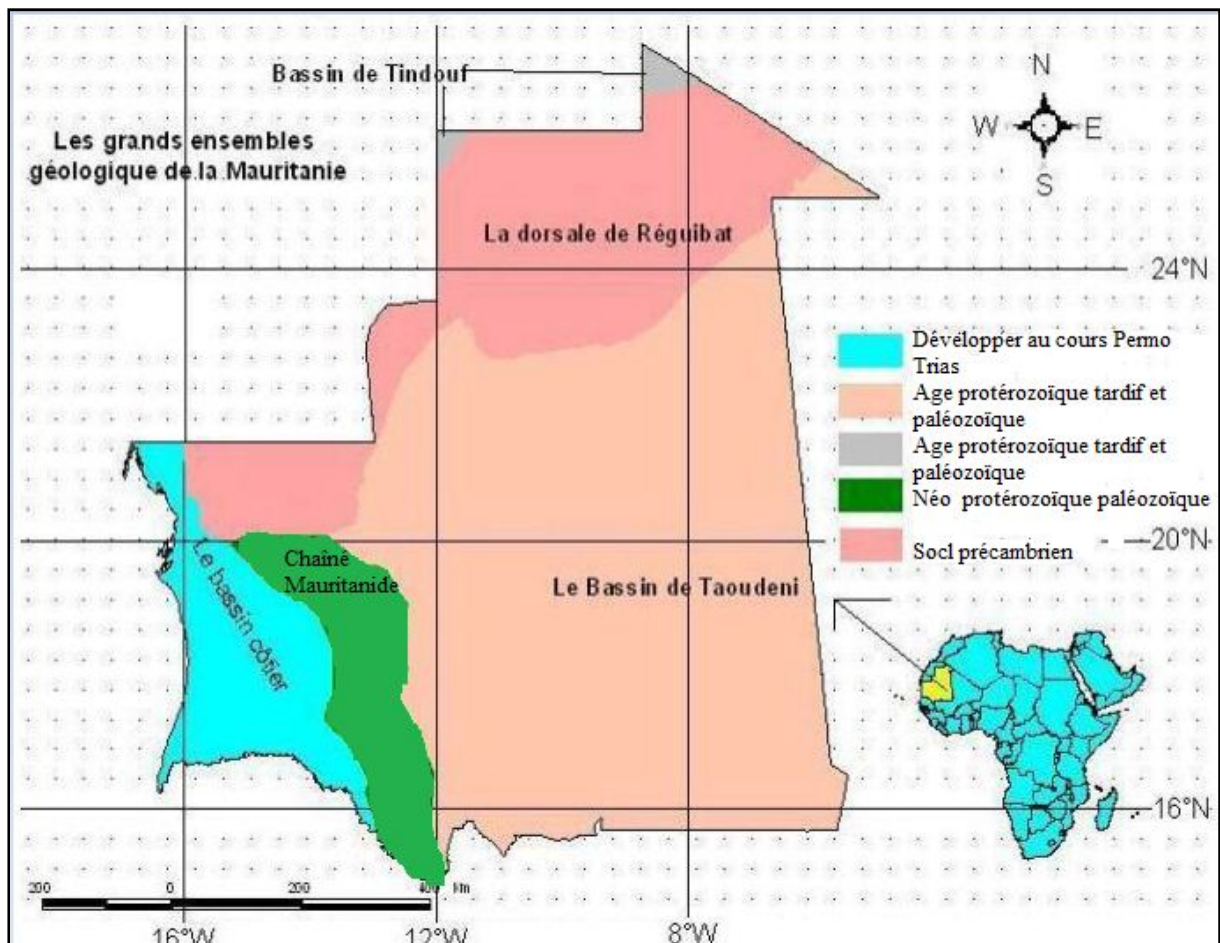 Bassin de Tindouf
Les grands ensembles
géologique de.la.Mauritanie
N
W
E
S
La dorsale de Réguibat
24°N
Dévélopper au cours Permo
Trias
Age protérozoïque tardif et
paléozoïque
Age protérozoïque tardif et
paléozoïque
Néo protérozoïque paléozoïque
Socl précambrien
20°N
Chaîné
Mauritanide
Le bassin côtier
Le Bassin de Taoudeni
16°N
200 0 200 400 km
16°W 12°W 8°W